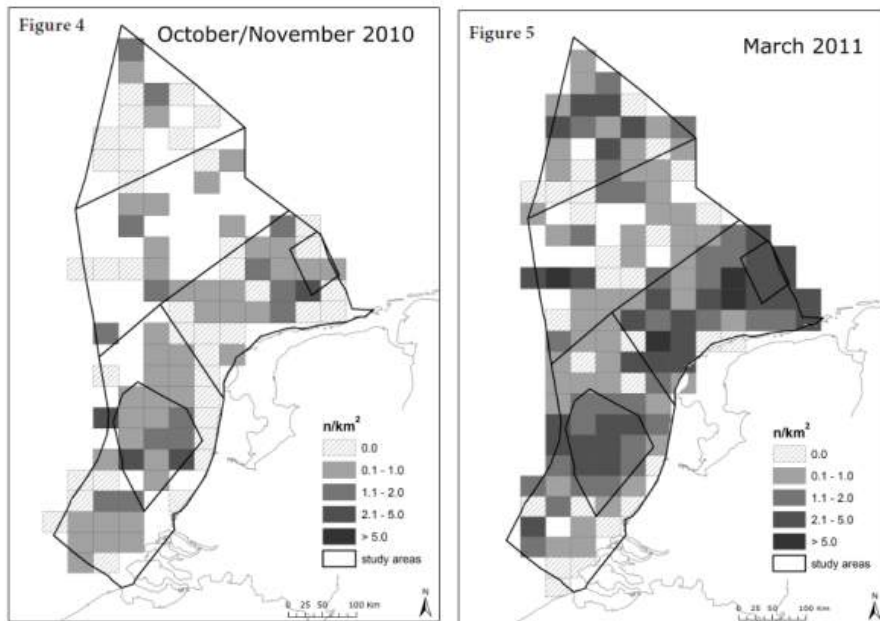 Figure 4
October/November 2010
n/km²
0.0
0.1 - 1.0
1.1 - 2.0
2.1 - 5.0
> 5.0
study areas
N
0 25 50 100 Km
Figure 5
March 2011
n/km²
0.0
0.1 - 1.0
1.1 - 2.0
2.1 - 5.0
> 5.0
study areas
N
0 25 50 100 Km